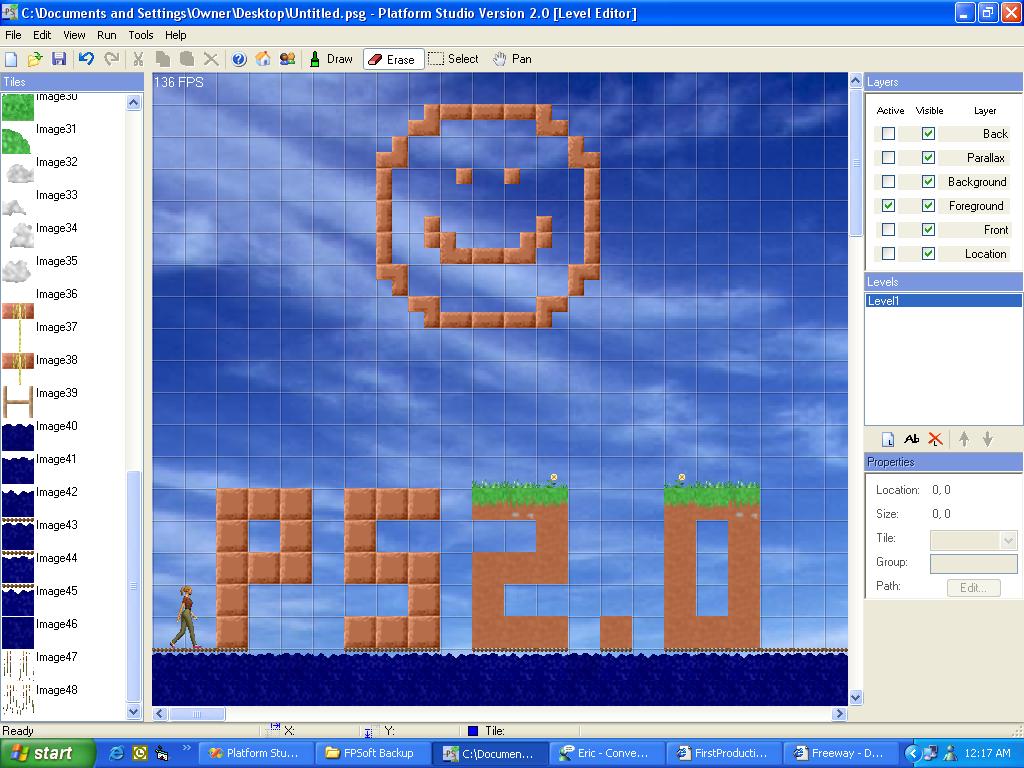 C:\Documents and Settings\Owner\Desktop\Untitled.psg - Platform Studio Version 2.0 [Level Editor]
File Edit View Run Tools Help
Draw Erase Select Pan
Tiles
Image30
Image31
Image32
Image33
Image34
Image35
Image36
Image37
Image38
Image39
Image40
Image41
Image42
Image43
Image44
Image45
Image46
Image47
Image48
136 FPS
PS2.0
Layers
Active Visible Layer
Back
Parallax
Background
Foreground
Front
Location
Levels
Level1
Ab
Properties
Location: 0, 0
Size: 0, 0
Tile:
Group:
Path: Edit...
Ready X: Y: Tile:
start Platform Stu... FPSoft Backup C:\Documen... Eric - Conve... FirstProducti... Freeway - D... 12:17 AM